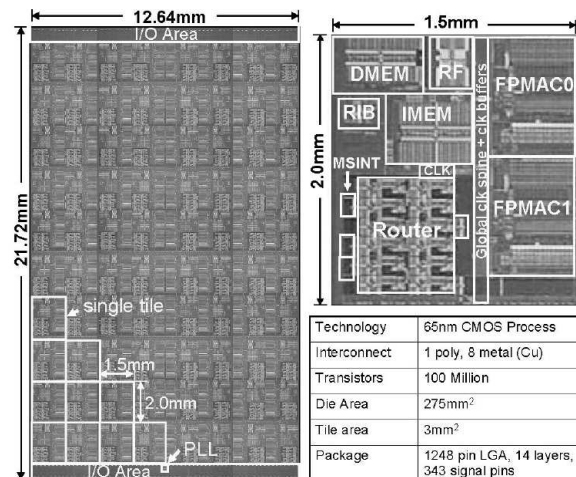 12.64mm
I/O Area
21.72mm
single tile
1.5mm
2.0mm
PLL
I/O Area
1.5mm
2.0mm
DMEM
RF
FPMAC0
RIB
IMEM
MSINT
CLK
Global clk spine + clk buffers
Router
FPMAC1
Technology 65nm CMOS Process
Interconnect 1 poly, 8 metal (Cu)
Transistors 100 Million
Die Area 275mm²
Tile area 3mm²
Package 1248 pin LGA, 14 layers,
343 signal pins